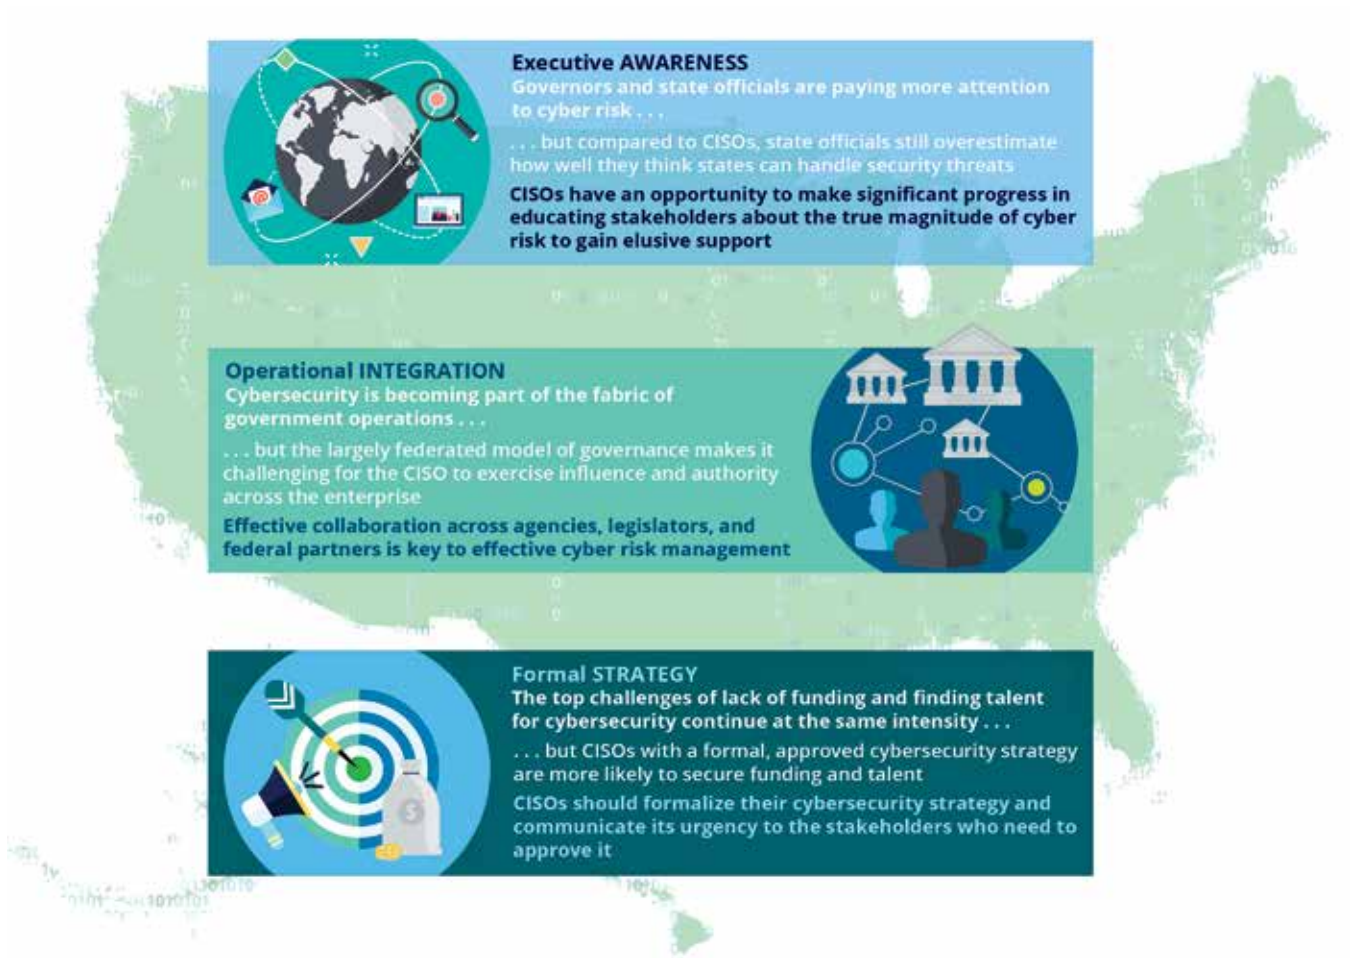 Executive AWARENESS
Governors and state officials are paying more attention
to cyber risk . . .
. . . but compared to CISOs, state officials still overestimate
how well they think states can handle security threats
CISOs have an opportunity to make significant progress in
educating stakeholders about the true magnitude of cyber
risk to gain elusive support
Operational INTEGRATION
Cybersecurity is becoming part of the fabric of
government operations . . .
. . . but the largely federated model of governance makes it
challenging for the CISO to exercise influence and authority
across the enterprise
Effective collaboration across agencies, legislators, and
federal partners is key to effective cyber risk management
Formal STRATEGY
The top challenges of lack of funding and finding talent
for cybersecurity continue at the same intensity . . .
. . . but CISOs with a formal, approved cybersecurity strategy
are more likely to secure funding and talent
CISOs should formalize their cybersecurity strategy and
communicate its urgency to the stakeholders who need to
approve it